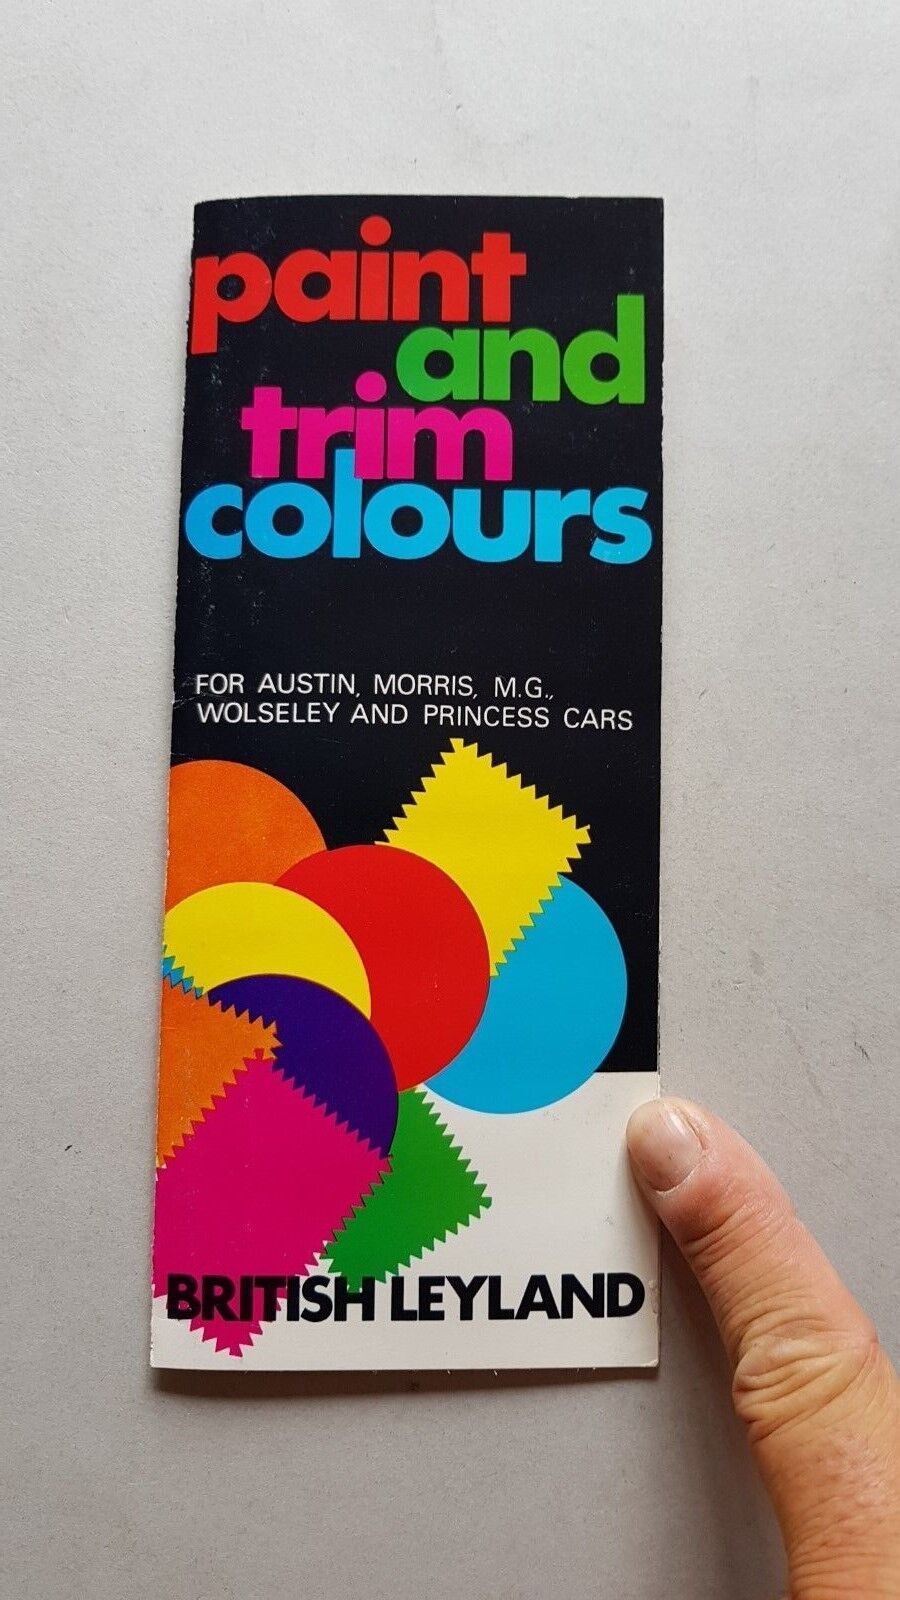 paint
and
trim
colours
FOR AUSTIN, MORRIS, M.G.,
WOLSELEY AND PRINCESS CARS
BRITISH LEYLAND